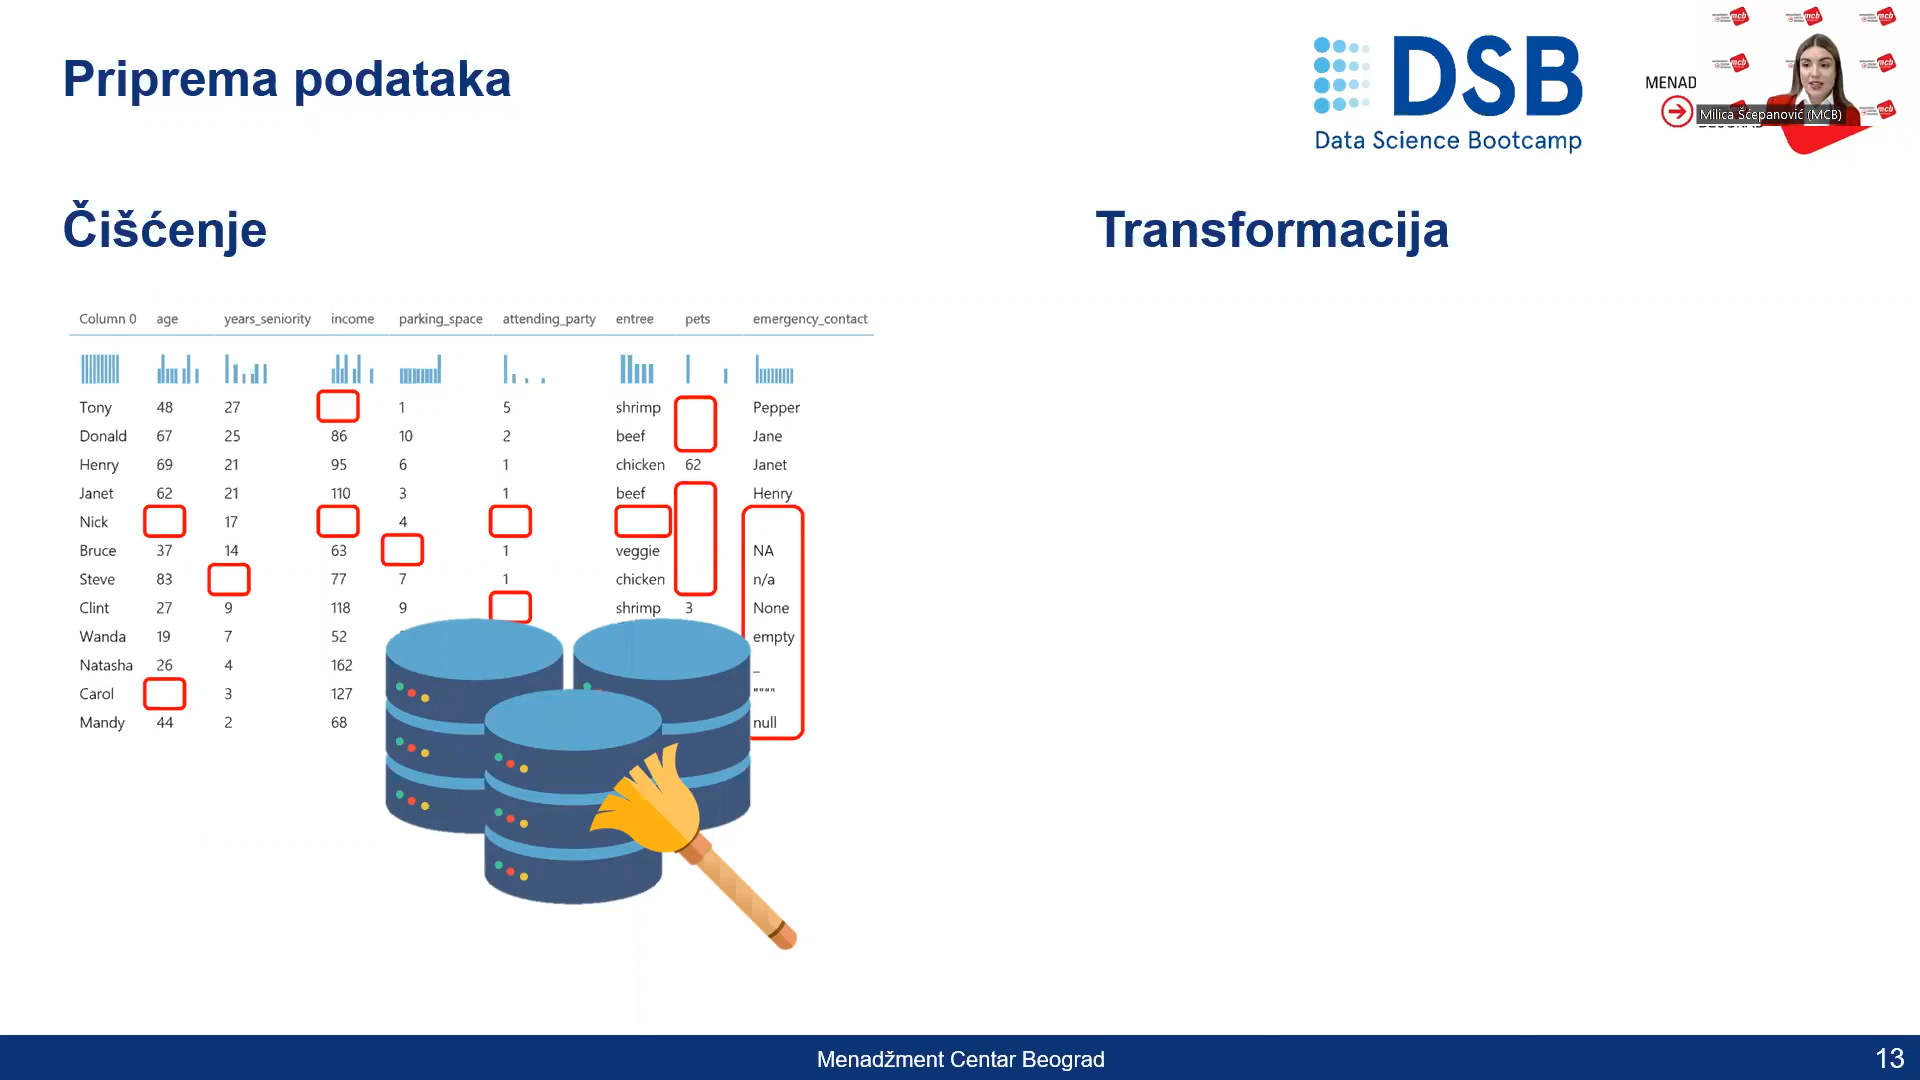 Priprema podataka
DSB
Data Science Bootcamp
MENAD
Milica Šćepanović (MCB)
Čišćenje
Transformacija
Column 0 age years_seniority income parking_space attending_party entree pets emergency_contact
Tony 48 27 1 5 shrimp Pepper
Donald 67 25 86 10 2 beef Jane
Henry 69 21 95 6 1 chicken 62 Janet
Janet 62 21 110 3 1 beef Henry
Nick 17 4
Bruce 37 14 63 1 veggie NA
Steve 83 77 7 1 chicken n/a
Clint 27 9 118 9 shrimp 3 None
Wanda 19 7 52 empty
Natasha 26 4 162 _
Carol 3 127 """"
Mandy 44 2 68 null
Menadžment Centar Beograd
13